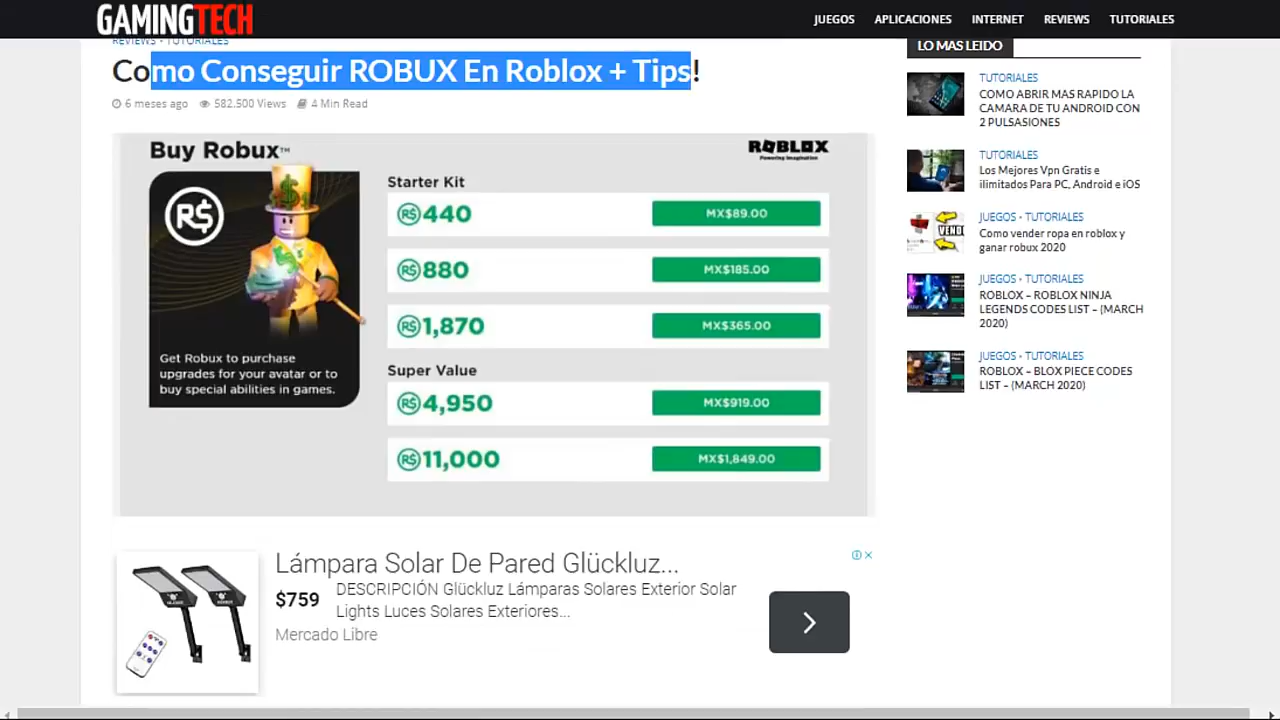 GAMINGTECH
JUEGOS
APLICACIONES
INTERNET
REVIEWS
TUTORIALES
REVIEWS • TUTORIALES
Como Conseguir ROBUX En Roblox + Tips!
6 meses ago
582.500 Views
4 Min Read
Buy Robux™
ROBLOX
Powering Imagination
R$
Get Robux to purchase
upgrades for your avatar or to
buy special abilities in games.
Starter Kit
R$ 440
MX$89.00
R$ 880
MX$185.00
R$ 1,870
MX$365.00
Super Value
R$ 4,950
MX$919.00
R$ 11,000
MX$1,849.00
Lámpara Solar De Pared Glückluz...
$759
DESCRIPCIÓN Glückluz Lámparas Solares Exterior Solar
Lights Luces Solares Exteriores...
Mercado Libre
LO MAS LEIDO
TUTORIALES
COMO ABRIR MAS RAPIDO LA
CAMARA DE TU ANDROID CON
2 PULSASIONES
TUTORIALES
Los Mejores Vpn Gratis e
ilimitados Para PC, Android e iOS
JUEGOS • TUTORIALES
Como vender ropa en roblox y
ganar robux 2020
JUEGOS • TUTORIALES
ROBLOX – ROBLOX NINJA
LEGENDS CODES LIST – (MARCH
2020)
JUEGOS • TUTORIALES
ROBLOX – BLOX PIECE CODES
LIST – (MARCH 2020)